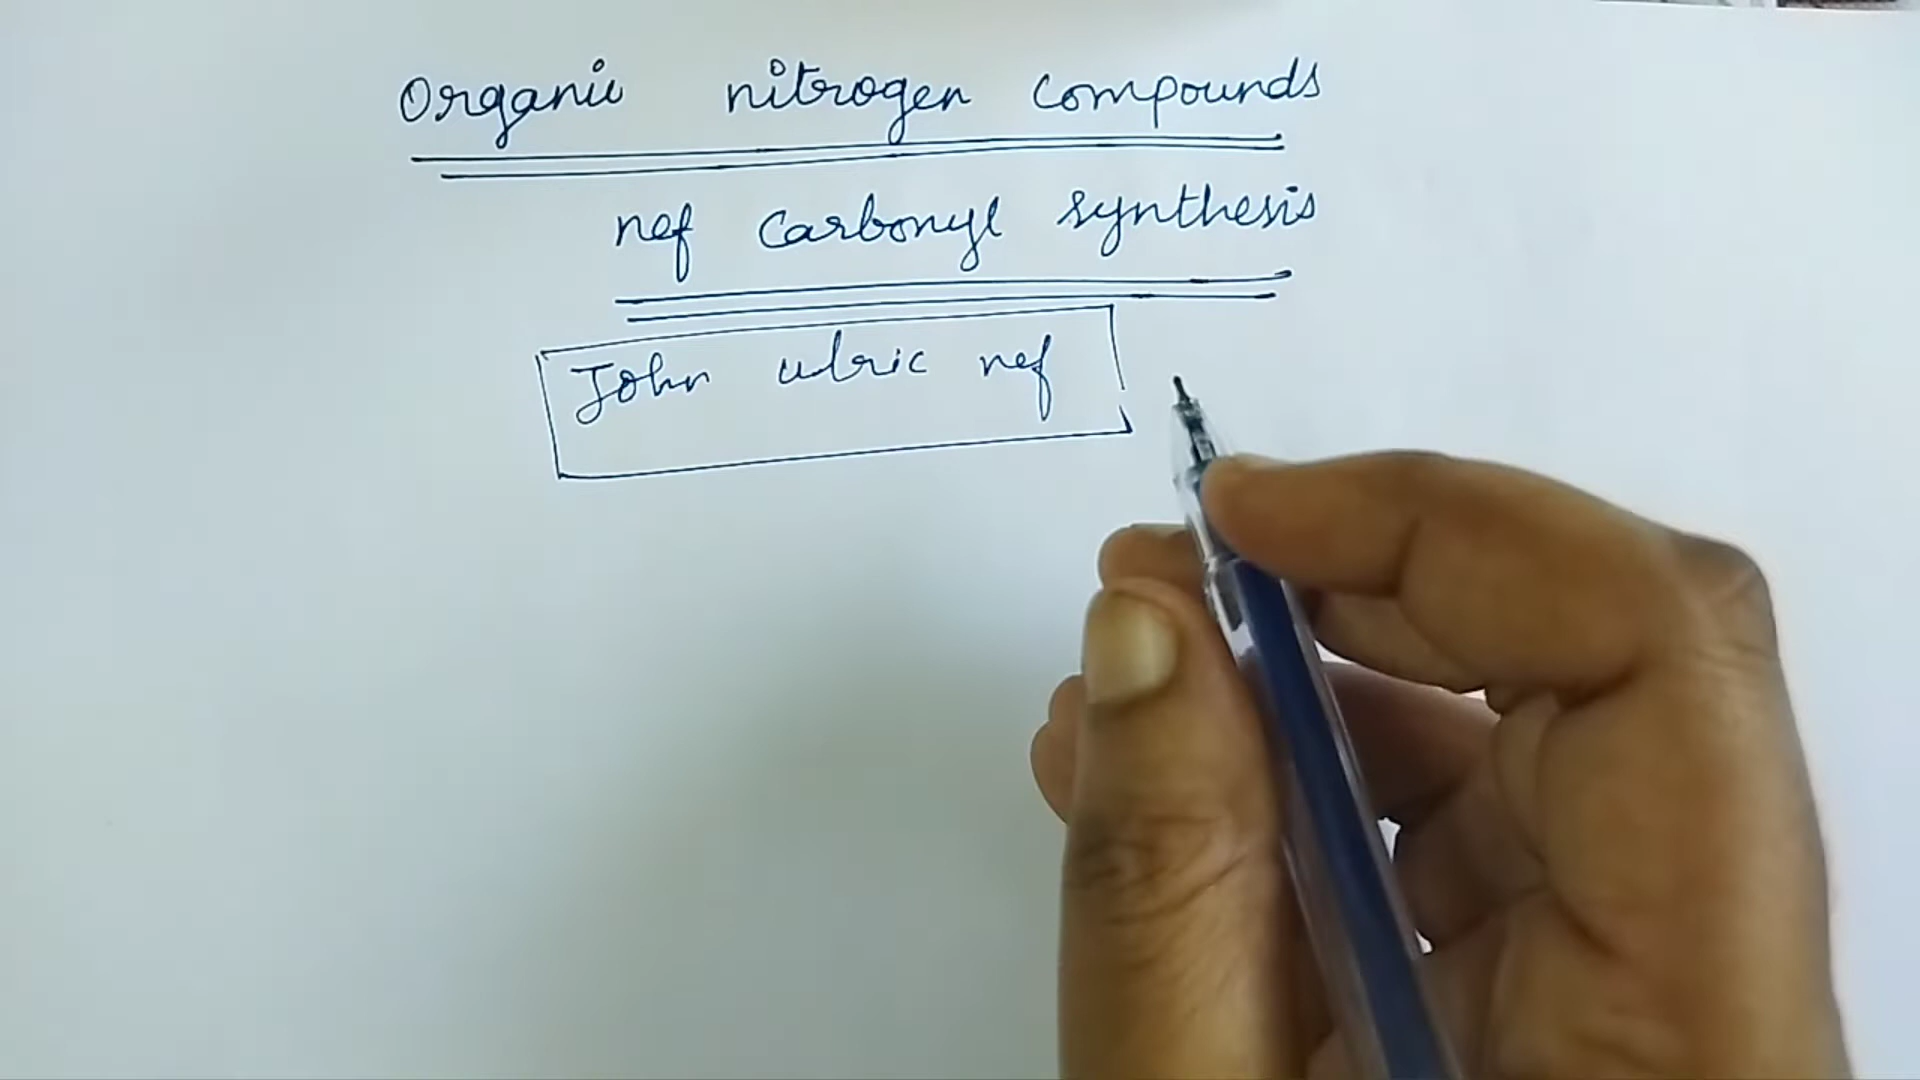 Organic nitrogen compounds
nef carbonyl synthesis
John ulric nef